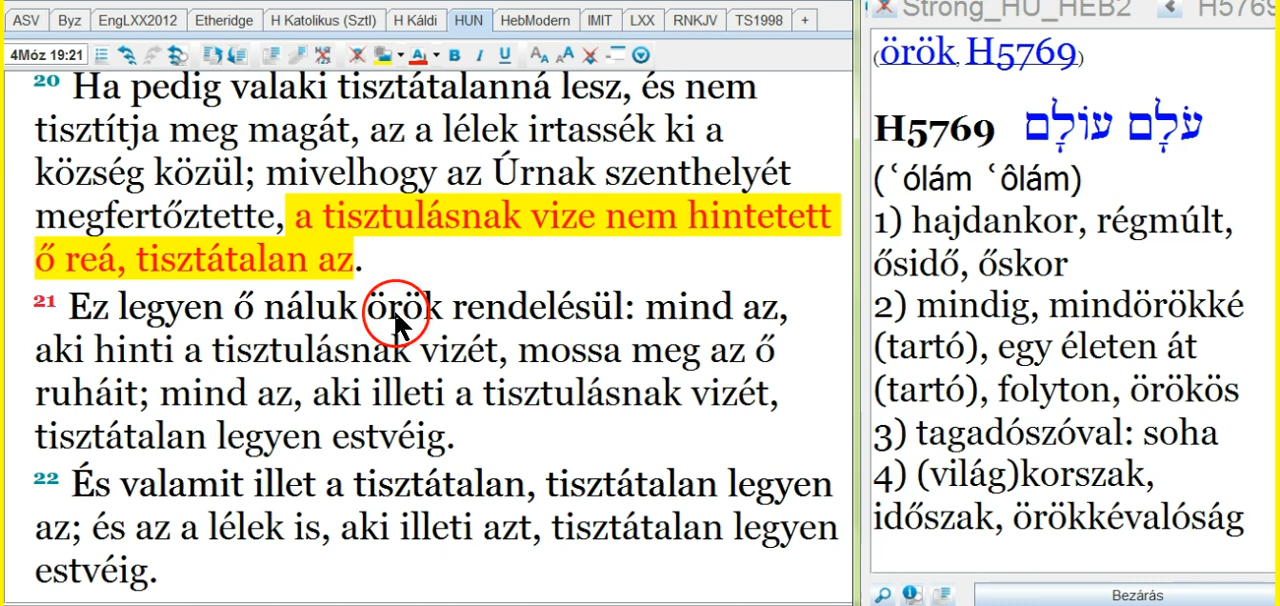 ASV Byz EngLXX2012 Etheridge H Katolikus (Sztl) H Káldi HUN HebModern IMIT LXX RNKJV TS1998 +
4Móz 19:21
20 Ha pedig valaki tisztátalanná lesz, és nem
tisztítja meg magát, az a lélek irtassék ki a
község közül; mivelhogy az Úrnak szenthelyét
megfertőztette, a tisztulásnak vize nem hintetett
ő reá, tisztátalan az.
21 Ez legyen ő náluk örök rendelésül: mind az,
aki hinti a tisztulásnak vizét, mossa meg az ő
ruháit; mind az, aki illeti a tisztulásnak vizét,
tisztátalan legyen estvéig.
22 És valamit illet a tisztátalan, tisztátalan legyen
az; és az a lélek is, aki illeti azt, tisztátalan legyen
estvéig.
Strong_HU_HEB2 H5769
(örök, H5769)
H5769 עֹלָם עוֹלָם
(ʿólám ʿôlám)
1) hajdankor, régmúlt,
ősidő, őskor
2) mindig, mindörökké
(tartó), egy életen át
(tartó), folyton, örökös
3) tagadószóval: soha
4) (világ)korszak,
időszak, örökkévalóság
Bezárás